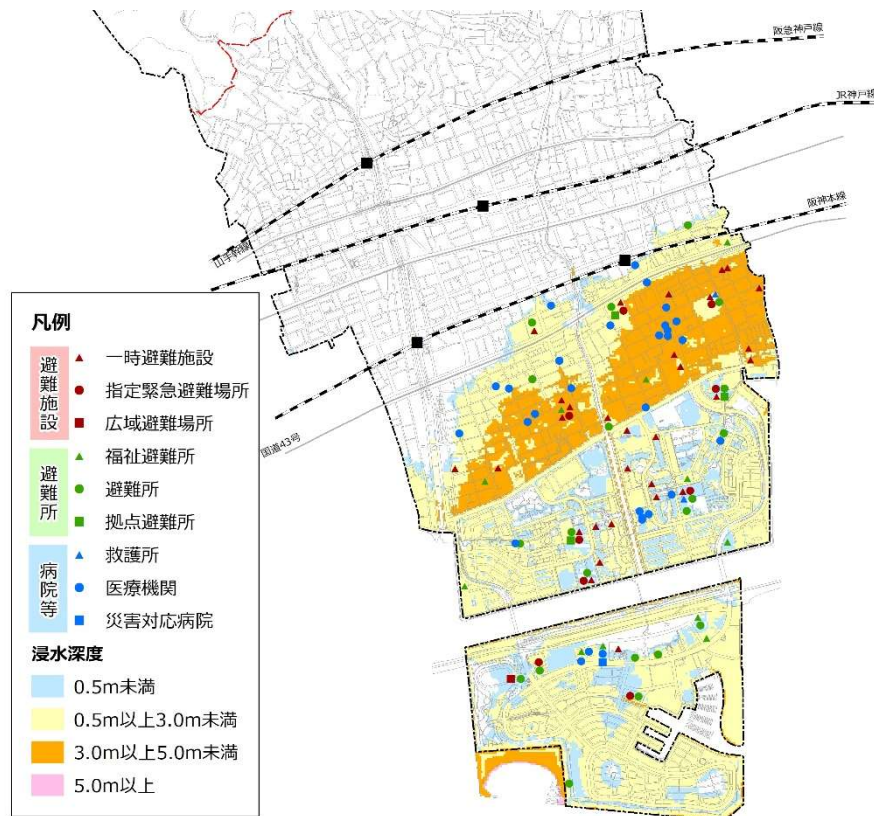 阪急神戸線
JR神戸線
阪神本線
山手幹線
国道43号
凡例
避難施設
一時避難施設
指定緊急避難場所
広域避難場所
避難所
福祉避難所
避難所
拠点避難所
病院等
救護所
医療機関
災害対応病院
浸水深度
0.5m未満
0.5m以上3.0m未満
3.0m以上5.0m未満
5.0m以上